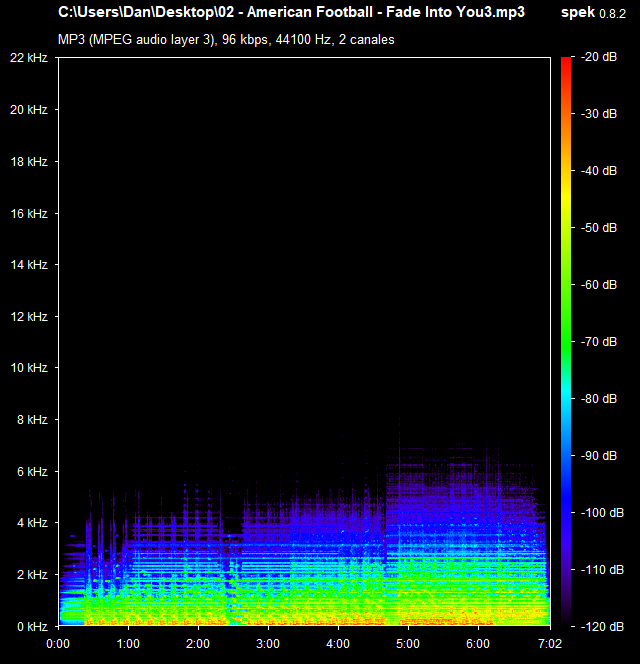 C:\Users\Dan\Desktop\02 - American Football - Fade Into You3.mp3
spek 0.8.2
MP3 (MPEG audio layer 3), 96 kbps, 44100 Hz, 2 canales
22 kHz
20 kHz
18 kHz
16 kHz
14 kHz
12 kHz
10 kHz
8 kHz
6 kHz
4 kHz
2 kHz
0 kHz
0:00 1:00 2:00 3:00 4:00 5:00 6:00 7:02
-20 dB
-30 dB
-40 dB
-50 dB
-60 dB
-70 dB
-80 dB
-90 dB
-100 dB
-110 dB
-120 dB